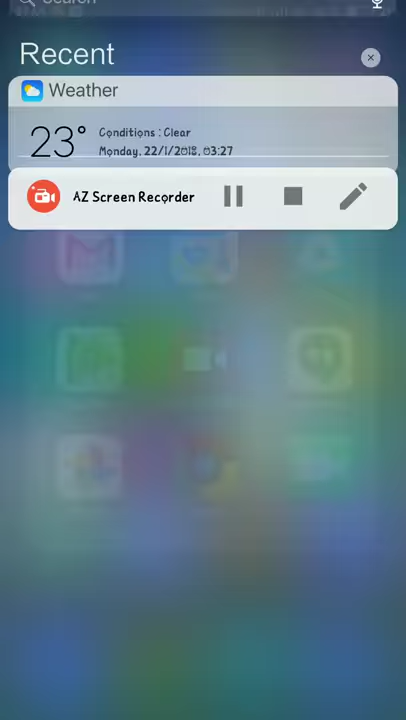 Search
Recent
Weather
23°
Conditions : Clear
Monday, 22/1/2018, 03:27
AZ Screen Recorder